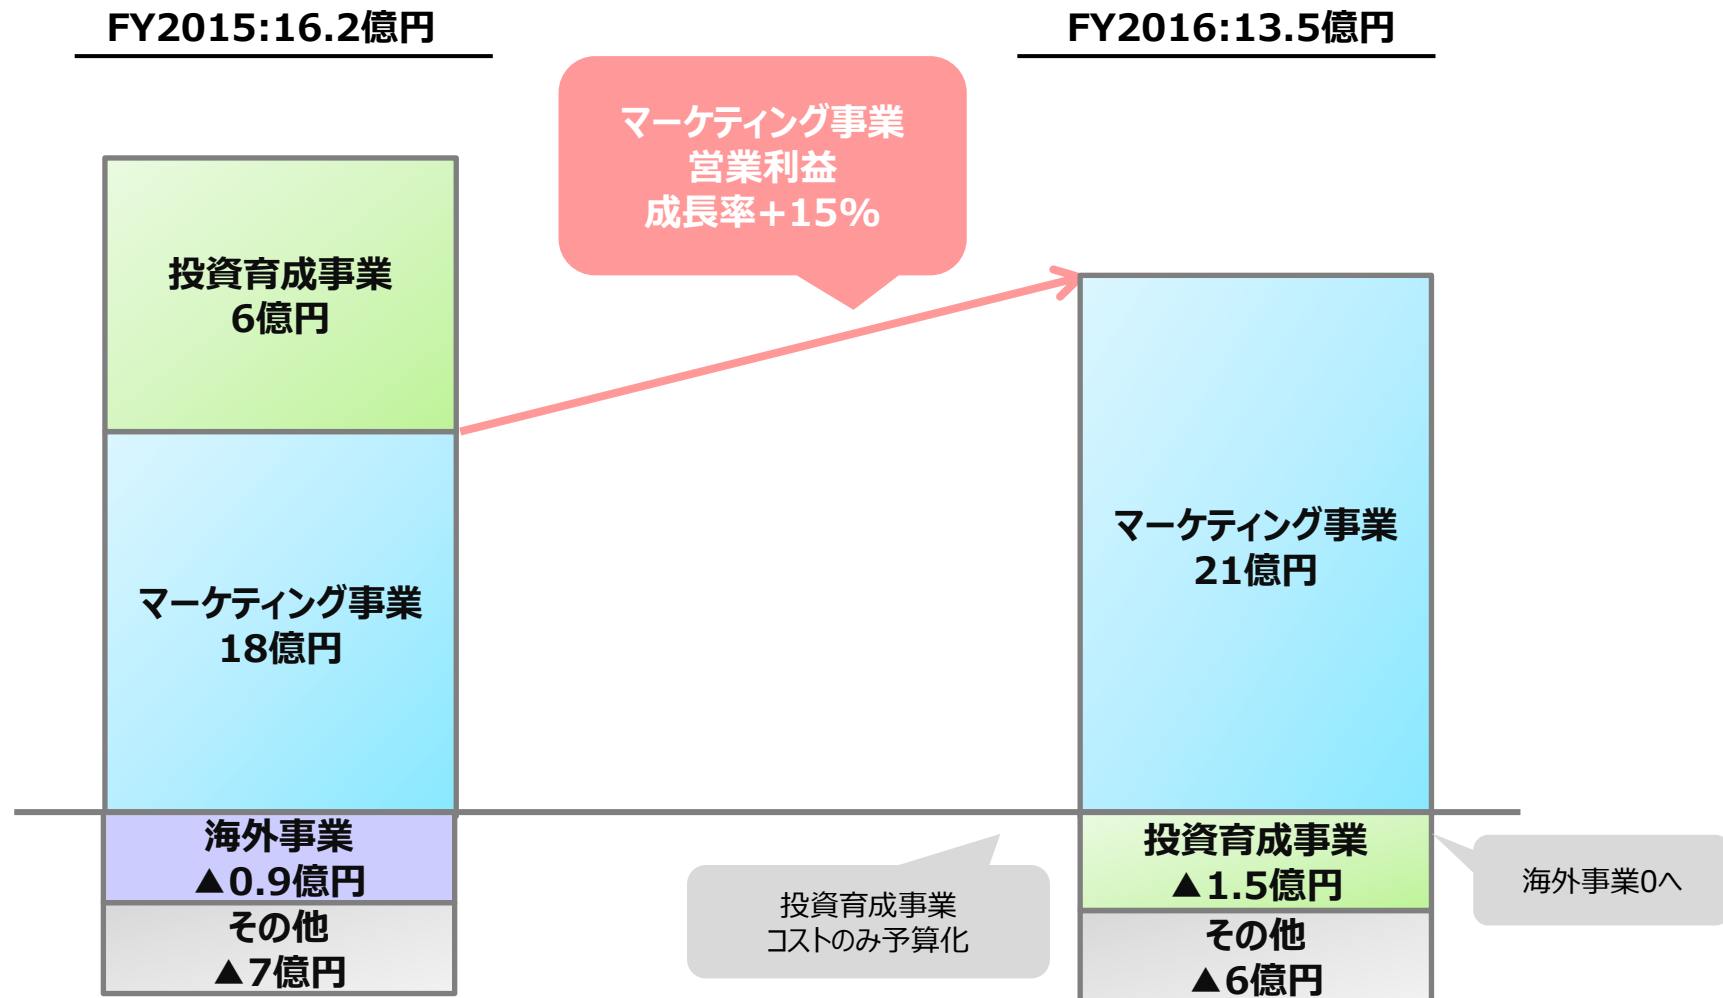 FY2015:16.2億円
FY2016:13.5億円
マーケティング事業
営業利益
成長率+15%
投資育成事業
6億円
マーケティング事業
18億円
マーケティング事業
21億円
海外事業
▲0.9億円
その他
▲7億円
投資育成事業
コストのみ予算化
投資育成事業
▲1.5億円
その他
▲6億円
海外事業0へ